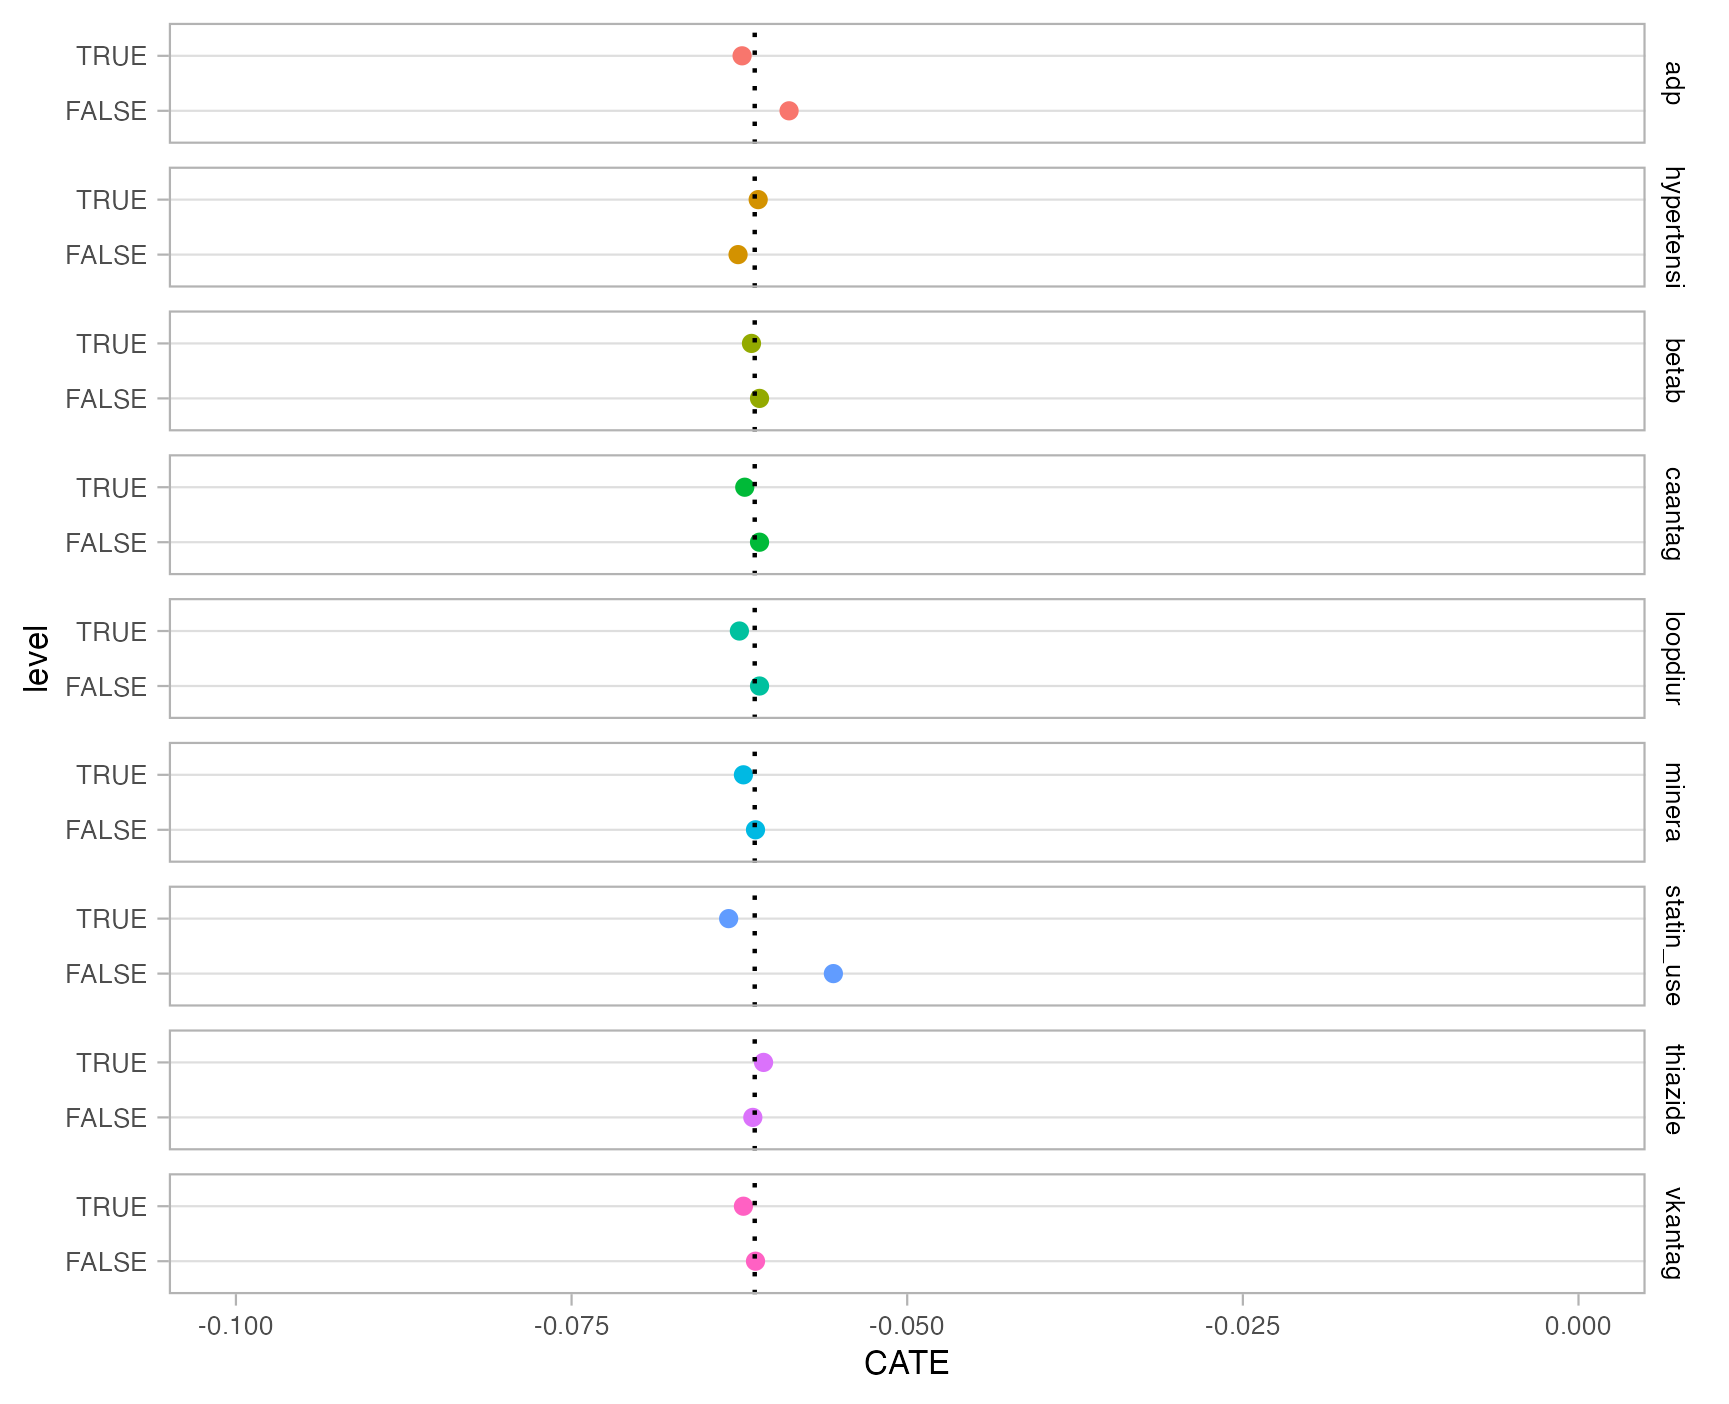 TRUE
FALSE
adp
TRUE
FALSE
hypertensi
TRUE
FALSE
betab
TRUE
FALSE
caantag
TRUE
FALSE
loopdiur
TRUE
FALSE
minera
TRUE
FALSE
statin_use
TRUE
FALSE
thiazide
TRUE
FALSE
vkantag
level
-0.100 -0.075 -0.050 -0.025 0.000
CATE